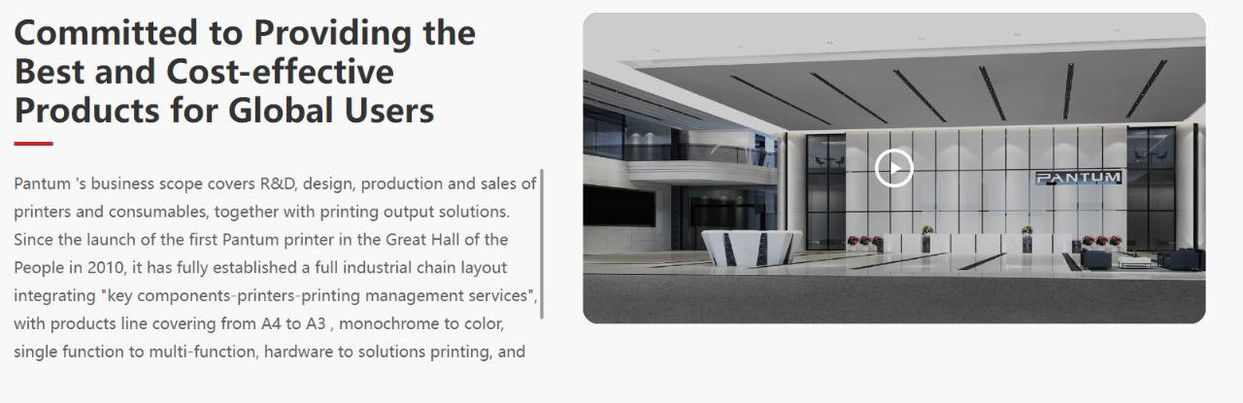 Committed to Providing the
Best and Cost-effective
Products for Global Users
Pantum 's business scope covers R&D, design, production and sales of
printers and consumables, together with printing output solutions.
Since the launch of the first Pantum printer in the Great Hall of the
People in 2010, it has fully established a full industrial chain layout
integrating "key components-printers-printing management services",
with products line covering from A4 to A3 , monochrome to color,
single function to multi-function, hardware to solutions printing, and
PANTUM